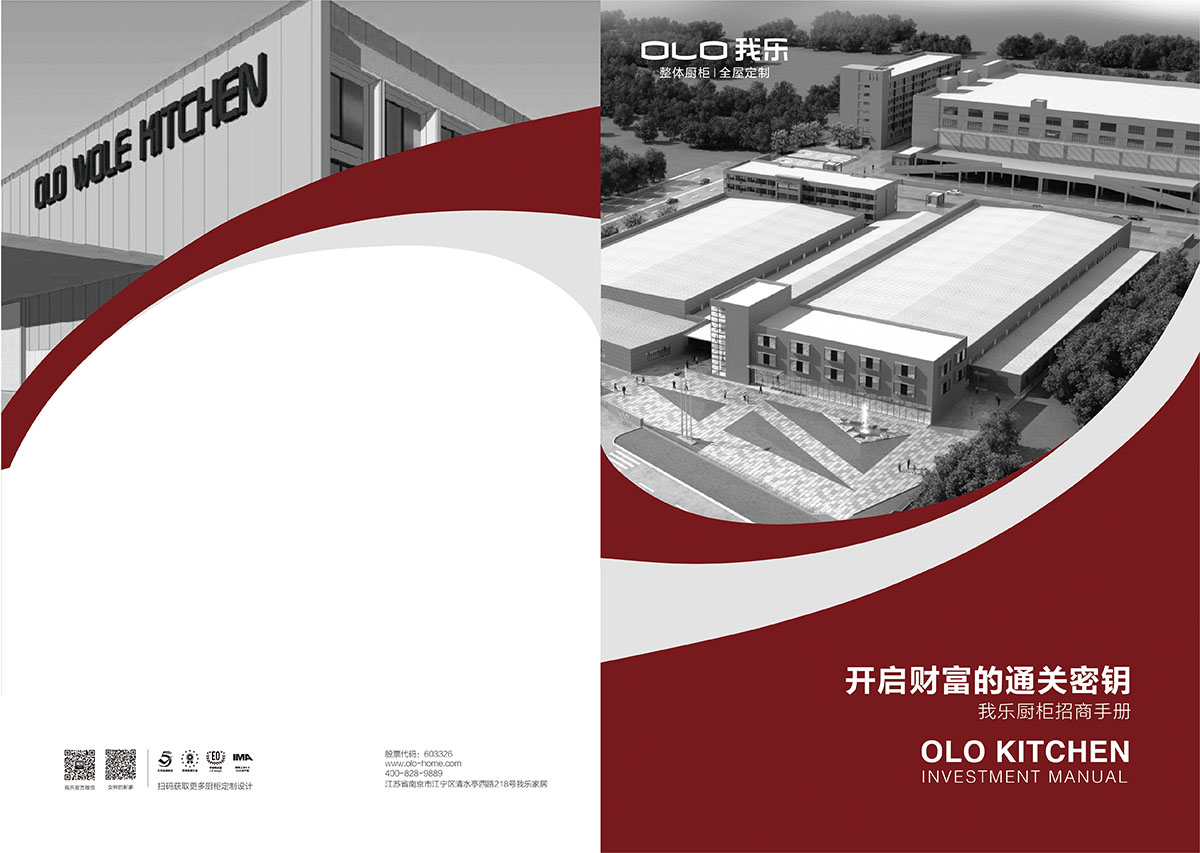 OLO WOLE KITCHEN
我乐官方微信
扫码获取更多厨柜定制设计
股票代码：603326
www.olo-home.com
400-828-9889
江苏省南京市江宁区清水亭西路218号我乐家居
OLO 我乐
整体厨柜 | 全屋定制
开启财富的通关密钥
我乐厨柜招商手册
OLO KITCHEN
INVESTMENT MANUAL
5
EO
IMA